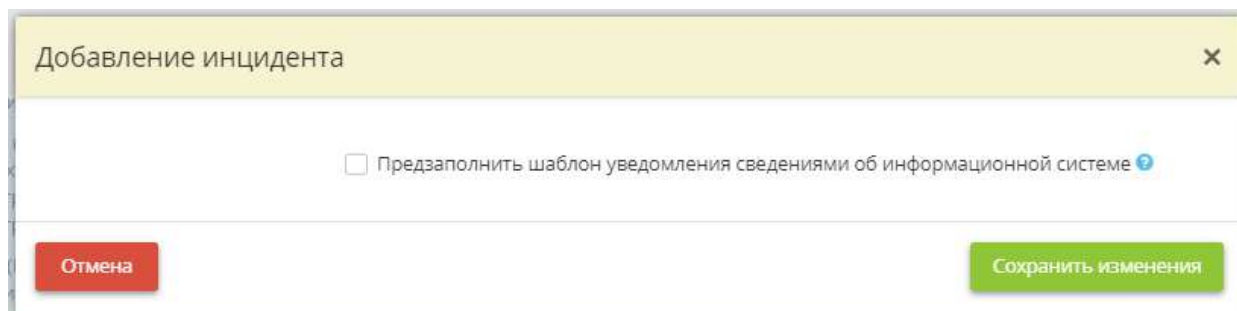 Добавление инцидента
Предзаполнить шаблон уведомления сведениями об информационной системе
Отмена
Сохранить изменения